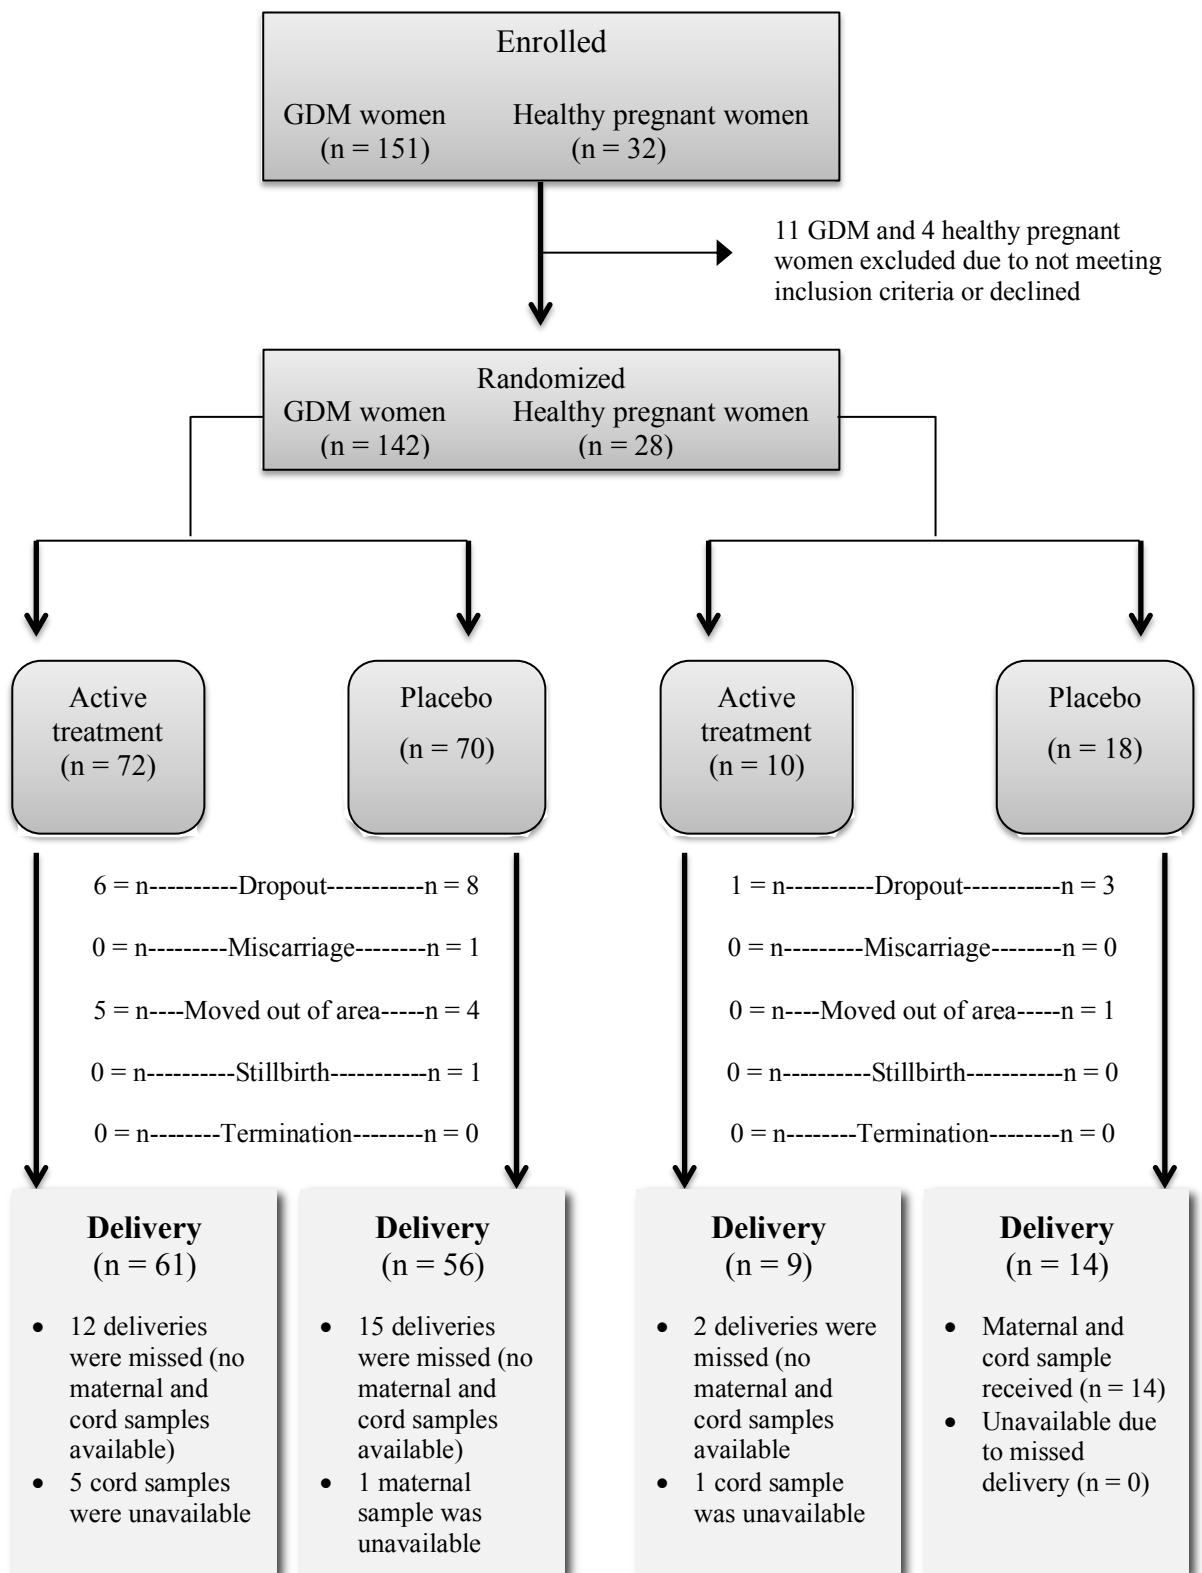 Enrolled
GDM women Healthy pregnant women
(n = 151) (n = 32)
11 GDM and 4 healthy pregnant
women excluded due to not meeting
inclusion criteria or declined
Randomized
GDM women Healthy pregnant women
(n = 142) (n = 28)
Active
treatment
(n = 72)
Placebo
(n = 70)
Active
treatment
(n = 10)
Placebo
(n = 18)
6 = n----------Dropout-----------n = 8
0 = n---------Miscarriage--------n = 1
5 = n----Moved out of area-----n = 4
0 = n----------Stillbirth-----------n = 1
0 = n--------Termination--------n = 0
1 = n----------Dropout-----------n = 3
0 = n---------Miscarriage--------n = 0
0 = n----Moved out of area-----n = 1
0 = n----------Stillbirth-----------n = 0
0 = n--------Termination--------n = 0
Delivery
(n = 61)
• 12 deliveries
were missed (no
maternal and
cord samples
available)
• 5 cord samples
were unavailable
Delivery
(n = 56)
• 15 deliveries
were missed (no
maternal and
cord samples
available)
• 1 maternal
sample was
unavailable
Delivery
(n = 9)
• 2 deliveries were
missed (no
maternal and
cord samples
available
• 1 cord sample
was unavailable
Delivery
(n = 14)
• Maternal and
cord sample
received (n = 14)
• Unavailable due
to missed
delivery (n = 0)